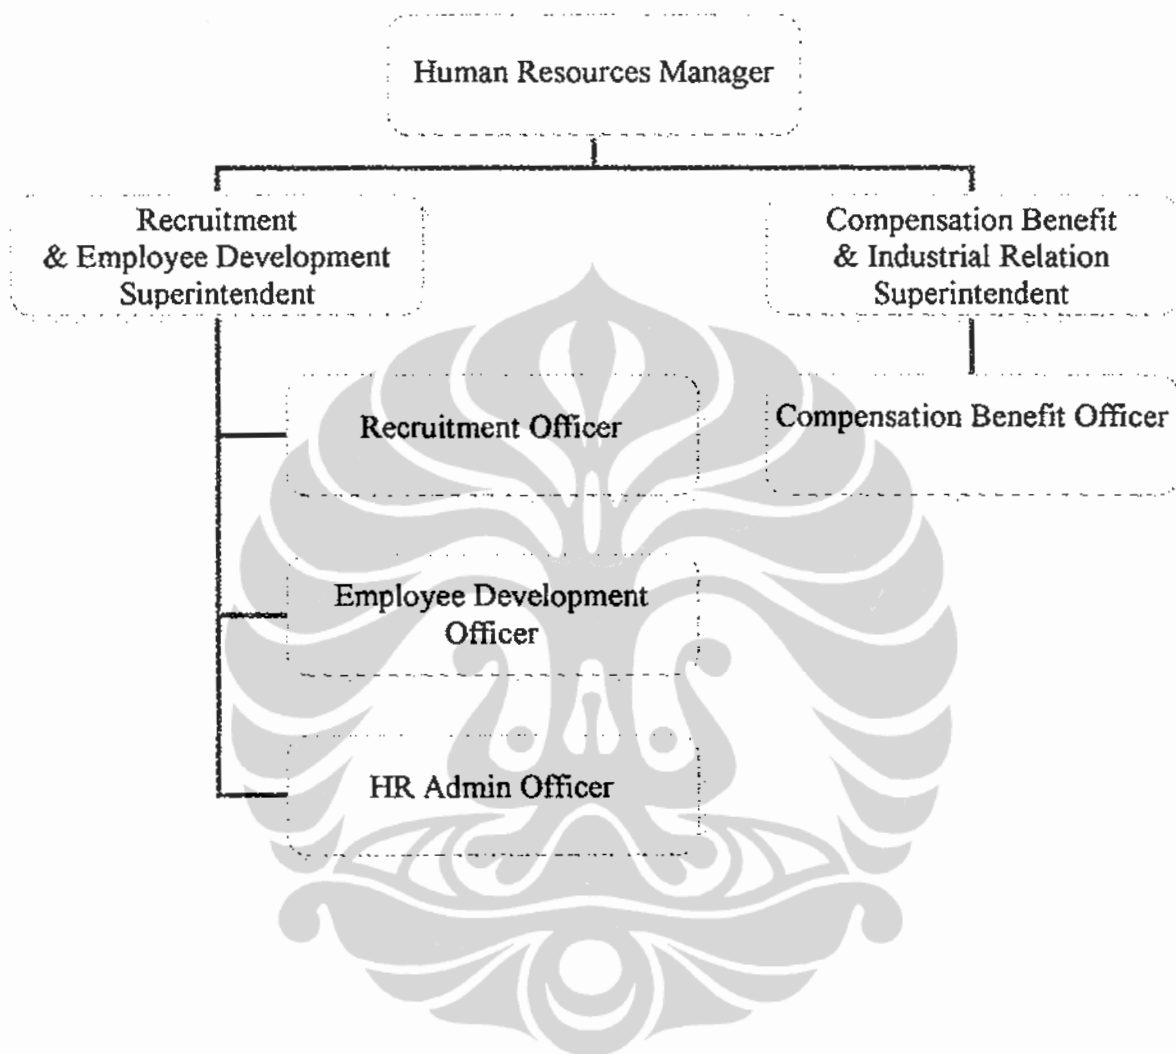 Human Resources Manager
Recruitment
& Employee Development
Superintendent
Compensation Benefit
& Industrial Relation
Superintendent
Recruitment Officer
Compensation Benefit Officer
Employee Development
Officer
HR Admin Officer